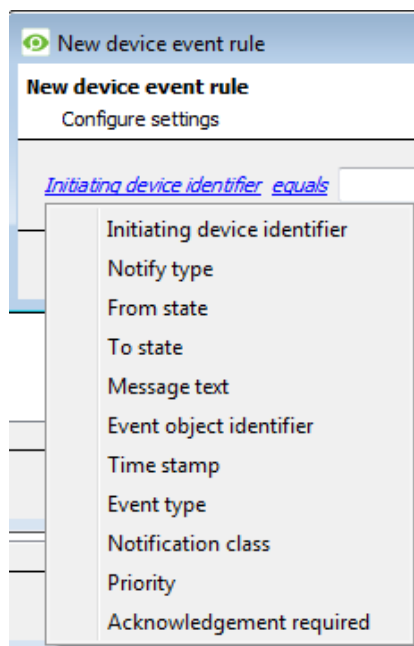 New device event rule
New device event rule
Configure settings
Initiating device identifier equals
Initiating device identifier
Notify type
From state
To state
Message text
Event object identifier
Time stamp
Event type
Notification class
Priority
Acknowledgement required